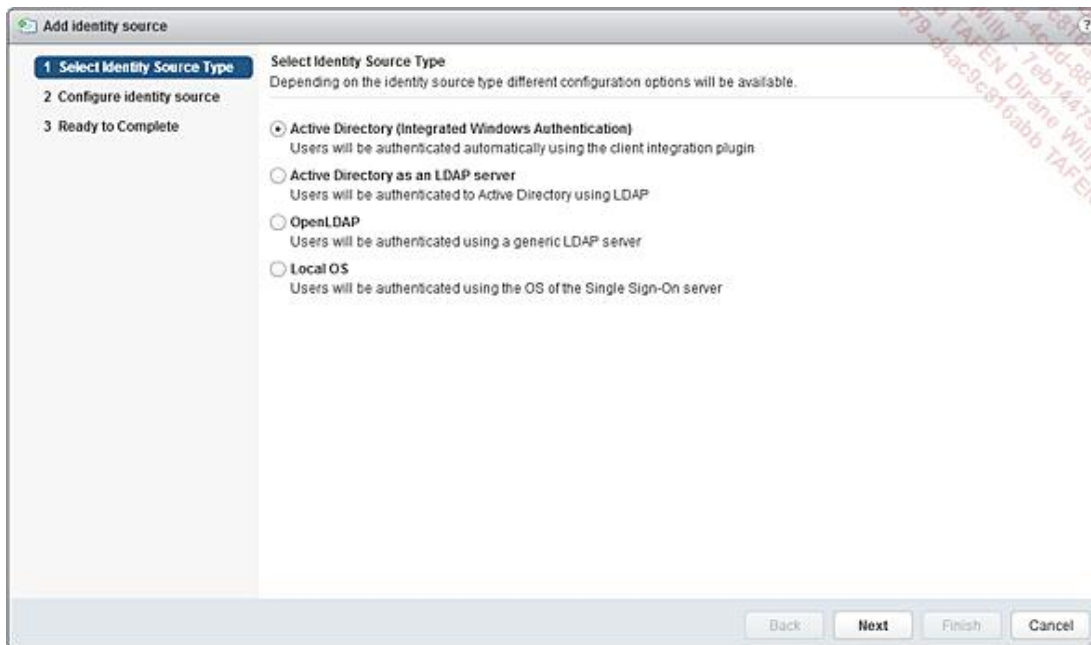 Add identity source
1 Select Identity Source Type
2 Configure identity source
3 Ready to Complete
Select Identity Source Type
Depending on the identity source type different configuration options will be available.
Active Directory (Integrated Windows Authentication)
Users will be authenticated automatically using the client integration plugin
Active Directory as an LDAP server
Users will be authenticated to Active Directory using LDAP
OpenLDAP
Users will be authenticated using a generic LDAP server
Local OS
Users will be authenticated using the OS of the Single Sign-On server
Back Next Finish Cancel